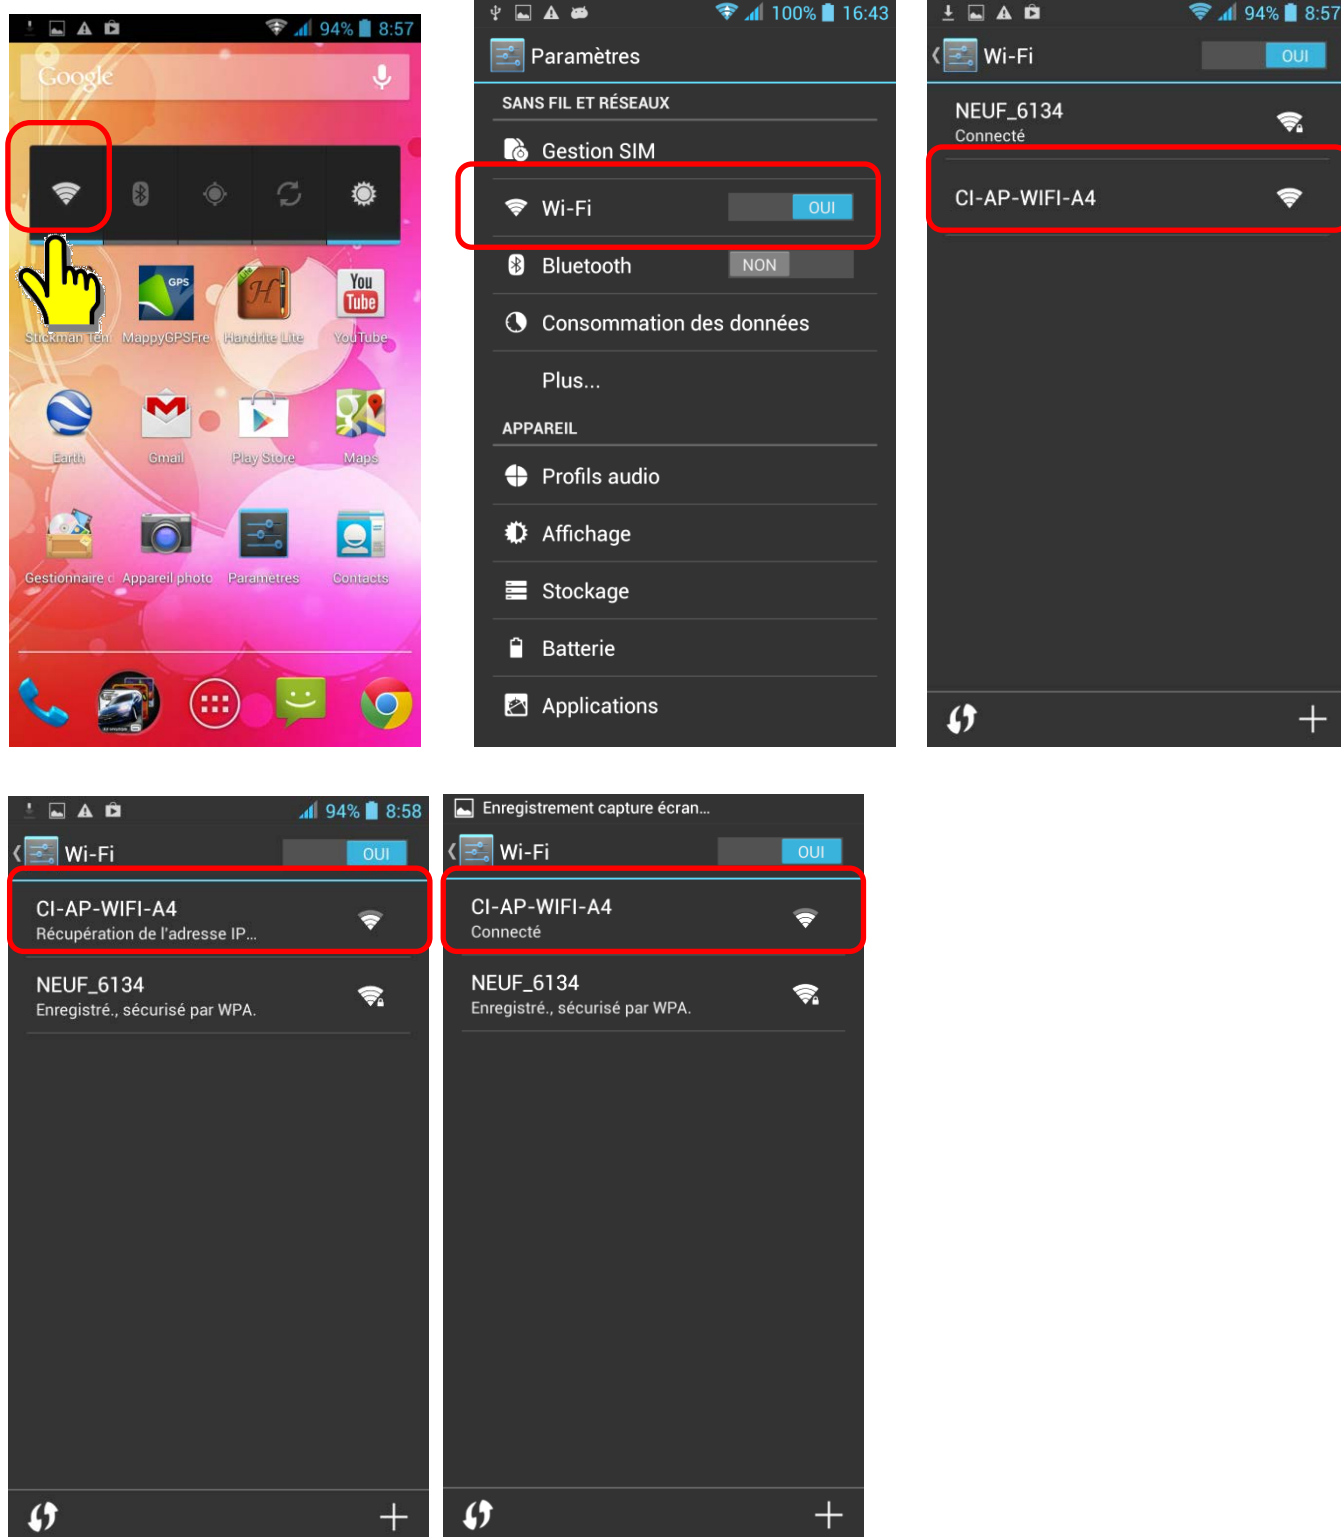 94% 8:57
Google
GPS
H Lite
You
Tube
Stickman Ten
MappyGPSFre
Handrite Lite
YouTube
Earth
Gmail
Play Store
Maps
Gestionnaire d
Appareil photo
Paramètres
Contacts
100% 16:43
Paramètres
SANS FIL ET RÉSEAUX
Gestion SIM
Wi-Fi OUI
Bluetooth NON
Consommation des données
Plus...
APPAREIL
Profils audio
Affichage
Stockage
Batterie
Applications
94% 8:57
Wi-Fi OUI
NEUF_6134
Connecté
CI-AP-WIFI-A4
94% 8:58
Wi-Fi OUI
CI-AP-WIFI-A4
Récupération de l'adresse IP...
NEUF_6134
Enregistré., sécurisé par WPA.
Enregistrement capture écran...
Wi-Fi OUI
CI-AP-WIFI-A4
Connecté
NEUF_6134
Enregistré., sécurisé par WPA.